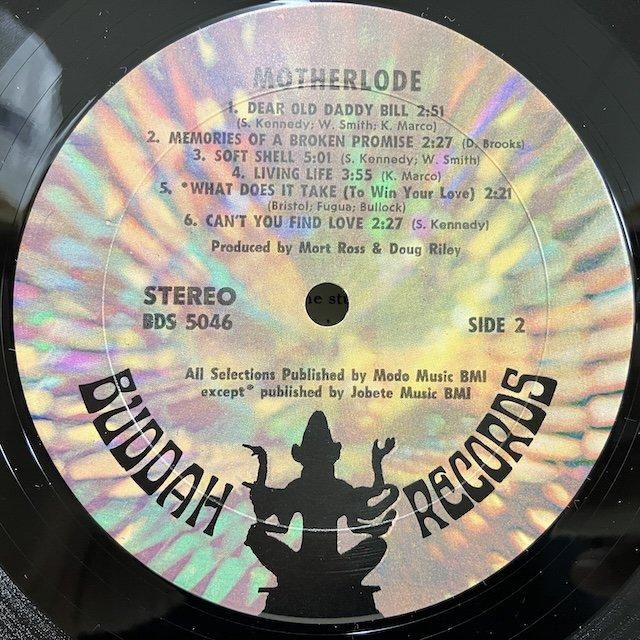 MOTHERLODE
1. DEAR OLD DADDY BILL 2:51
(S. Kennedy; W. Smith; K. Marco)
2. MEMORIES OF A BROKEN PROMISE 2:27 (D. Brooks)
3. SOFT SHELL 5:01 (S. Kennedy; W. Smith)
4. LIVING LIFE 3:55 (K. Marco)
5. *WHAT DOES IT TAKE (To Win Your Love) 2:21
(Bristol; Fugua; Bullock)
6. CAN'T YOU FIND LOVE 2:27 (S. Kennedy)
Produced by Mort Ross & Doug Riley
STEREO
BDS 5046
SIDE 2
All Selections Published by Modo Music BMI
except* published by Jobete Music BMI
BUDDAH RECORDS